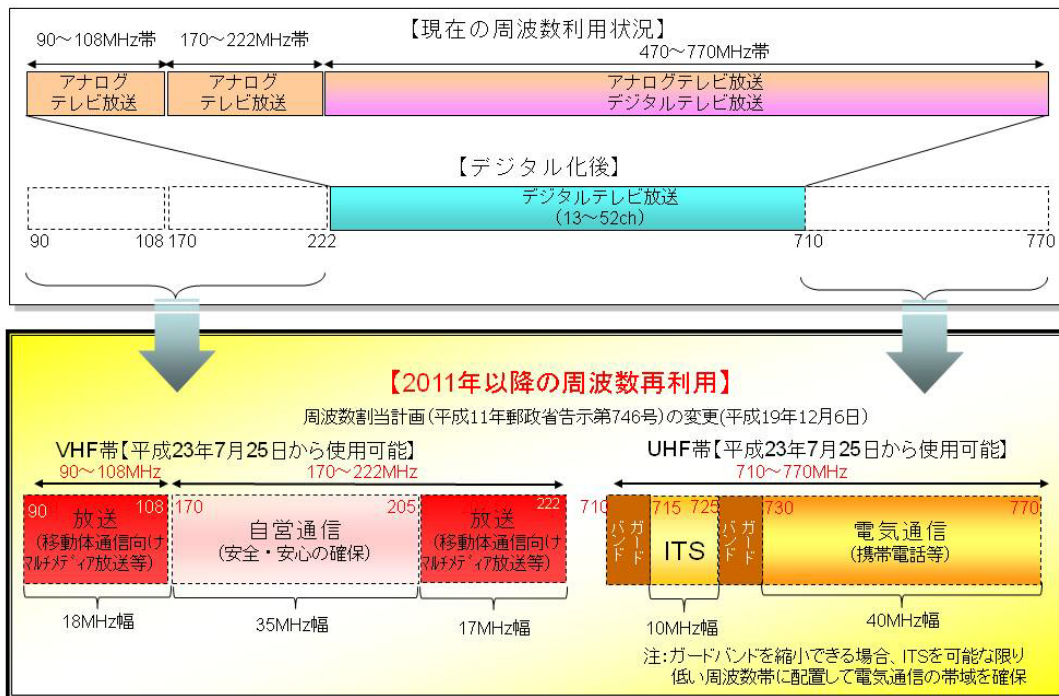 【現在の周波数利用状況】
90～108MHz帯
170～222MHz帯
470～770MHz帯
アナログ
テレビ放送
アナログ
テレビ放送
アナログテレビ放送
デジタルテレビ放送
【デジタル化後】
デジタルテレビ放送
(13～52ch)
90
108
170
222
710
770
【2011年以降の周波数再利用】
周波数割当計画(平成11年郵政省告示第746号)の変更(平成19年12月6日)
VHF帯【平成23年7月25日から使用可能】
90～108MHz
170～222MHz
90
108
放送
(移動体通信向け
マルチメディア放送等)
170
205
自営通信
(安全・安心の確保)
222
放送
(移動体通信向け
マルチメディア放送等)
18MHz幅
35MHz幅
17MHz幅
UHF帯【平成23年7月25日から使用可能】
710～770MHz
710
ガード
バンド
715
725
ITS
ガード
バンド
730
770
電気通信
(携帯電話等)
10MHz幅
40MHz幅
注:ガードバンドを縮小できる場合、ITSを可能な限り
低い周波数帯に配置して電気通信の帯域を確保